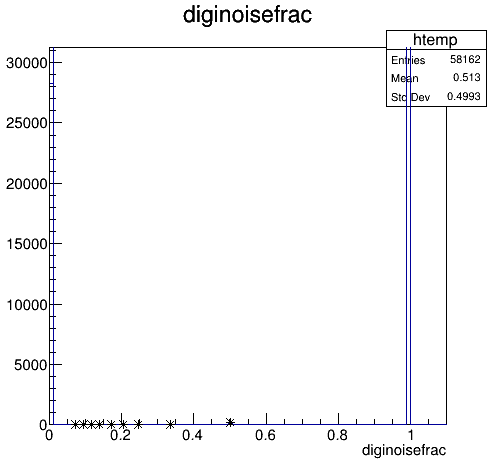 diginoisefrac
htemp
Entries 58162
Mean 0.513
Std Dev 0.4993
30000
25000
20000
15000
10000
5000
0
0 0.2 0.4 0.6 0.8 1
diginoisefrac